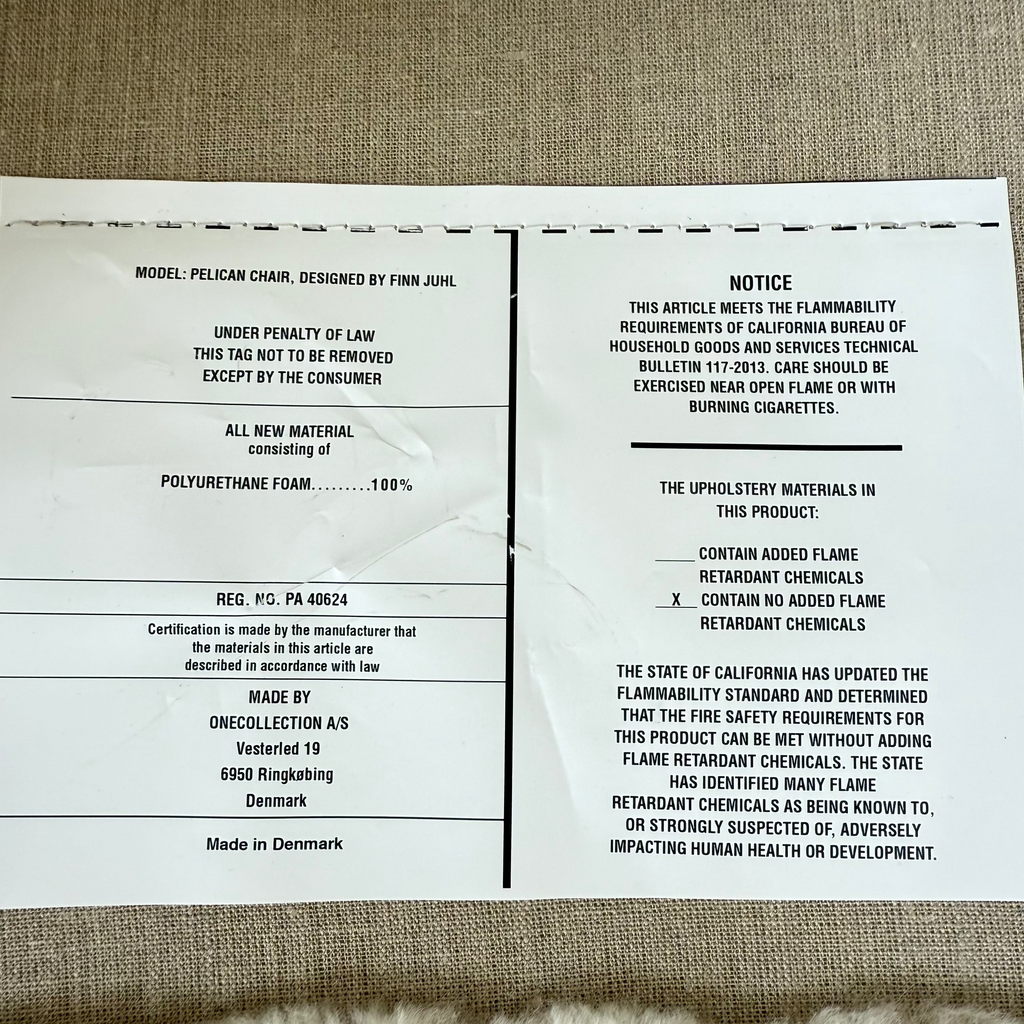 MODEL: PELICAN CHAIR, DESIGNED BY FINN JUHL
UNDER PENALTY OF LAW
THIS TAG NOT TO BE REMOVED
EXCEPT BY THE CONSUMER
ALL NEW MATERIAL
consisting of
POLYURETHANE FOAM.........100%
REG. NO. PA 40624
Certification is made by the manufacturer that
the materials in this article are
described in accordance with law
MADE BY
ONECOLLECTION A/S
Vesterled 19
6950 Ringkøbing
Denmark
Made in Denmark
NOTICE
THIS ARTICLE MEETS THE FLAMMABILITY
REQUIREMENTS OF CALIFORNIA BUREAU OF
HOUSEHOLD GOODS AND SERVICES TECHNICAL
BULLETIN 117-2013. CARE SHOULD BE
EXERCISED NEAR OPEN FLAME OR WITH
BURNING CIGARETTES.
THE UPHOLSTERY MATERIALS IN
THIS PRODUCT:
____ CONTAIN ADDED FLAME
RETARDANT CHEMICALS
__X__ CONTAIN NO ADDED FLAME
RETARDANT CHEMICALS
THE STATE OF CALIFORNIA HAS UPDATED THE
FLAMMABILITY STANDARD AND DETERMINED
THAT THE FIRE SAFETY REQUIREMENTS FOR
THIS PRODUCT CAN BE MET WITHOUT ADDING
FLAME RETARDANT CHEMICALS. THE STATE
HAS IDENTIFIED MANY FLAME
RETARDANT CHEMICALS AS BEING KNOWN TO,
OR STRONGLY SUSPECTED OF, ADVERSELY
IMPACTING HUMAN HEALTH OR DEVELOPMENT.